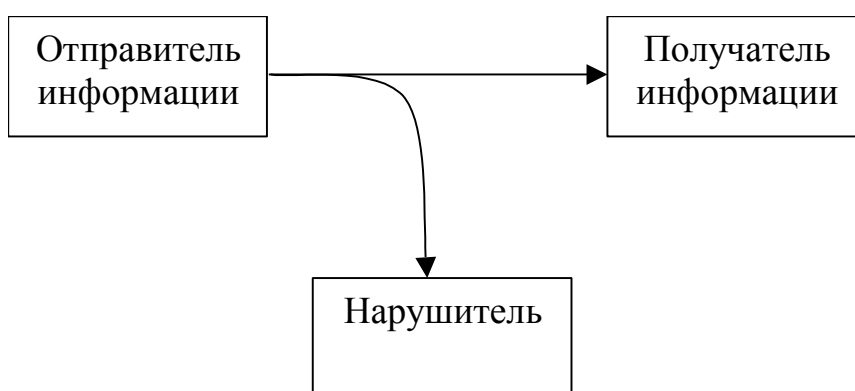 Отправитель
информации
Получатель
информации
Нарушитель